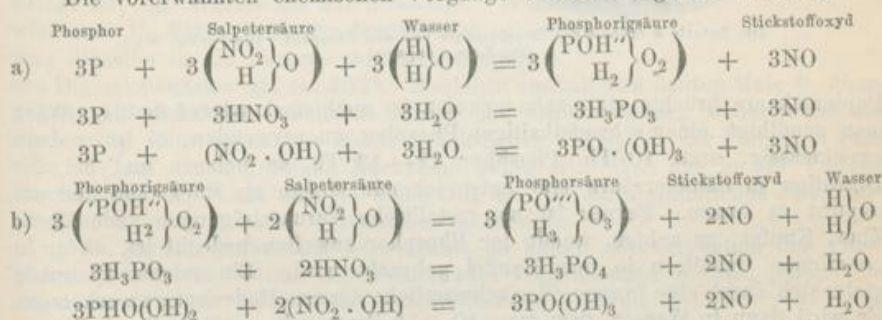 Phosphor Salpetersäure Wasser Phosphorigsäure Stickstoffoxyd
a) 3P + 3(NO₂ H}O) + 3(H H}O) = 3(POH″ H₂}O₂) + 3NO
3P + 3HNO₃ + 3H₂O = 3H₃PO₃ + 3NO
3P + (NO₂ . OH) + 3H₂O = 3PO . (OH)₃ + 3NO
Phosphorigsäure Salpetersäure Phosphorsäure Stickstoffoxyd Wasser
b) 3('POH″ H²}O₂) + 2(NO₂ H}O) = 3(PO‴ H₃}O₃) + 2NO + H H}O
3H₃PO₃ + 2HNO₃ = 3H₃PO₄ + 2NO + H₂O
3PHO(OH)₂ + 2(NO₂ . OH) = 3PO(OH)₃ + 2NO + H₂O